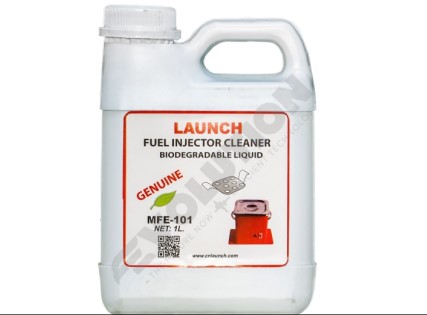 LAUNCH
FUEL INJECTOR CLEANER
BIODEGRADABLE LIQUID
GENUINE
MFE-101
NET: 1L.
www.cnlaunch.com